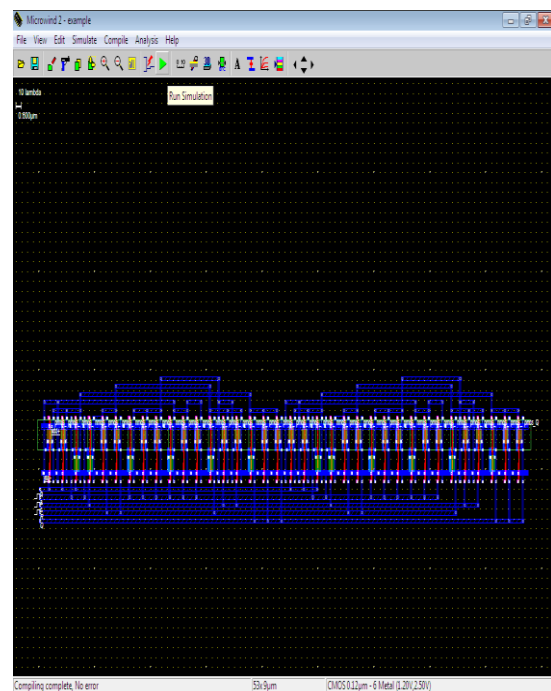 Microwind 2 - example
File View Edit Simulate Compile Analysis Help
Run Simulation
10 lambda
0.600µm
Compiling complete, No error
53x9µm
CMOS 0.12µm - 6 Metal (1.20V,2.50V)